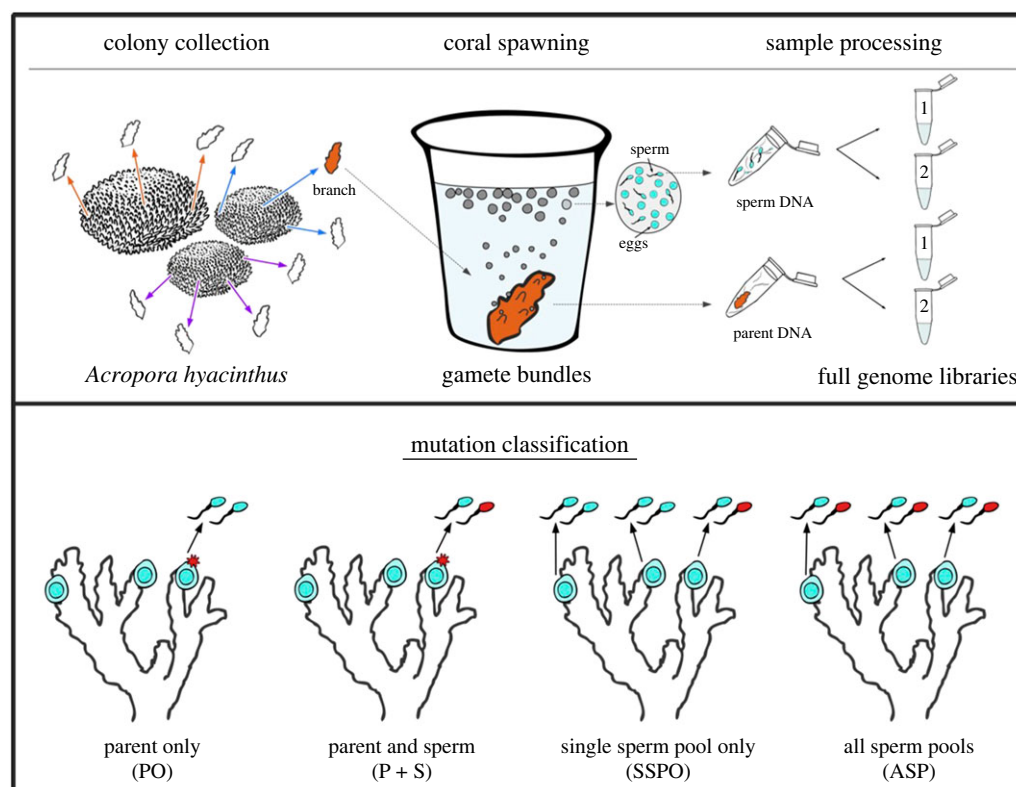 colony collection
coral spawning
sample processing
branch
sperm
eggs
sperm DNA
parent DNA
1
2
1
2
Acropora hyacinthus
gamete bundles
full genome libraries
mutation classification
parent only
(PO)
parent and sperm
(P + S)
single sperm pool only
(SSPO)
all sperm pools
(ASP)